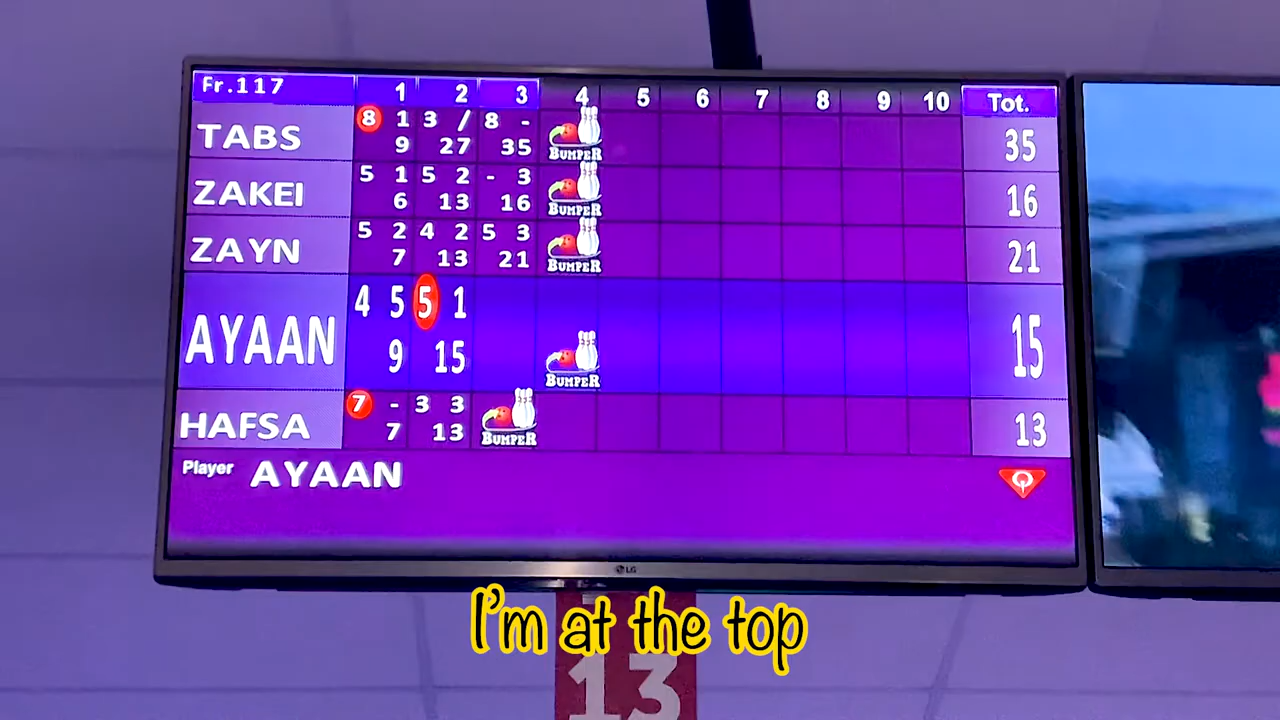 Fr.117 1 2 3 4 5 6 7 8 9 10 Tot.
TABS 8 1 3 / 8 - BUMPER 35
9 27 35
ZAKEI 5 1 5 2 - 3 BUMPER 16
6 13 16
ZAYN 5 2 4 2 5 3 BUMPER 21
7 13 21
AYAAN 4 5 5 1 BUMPER 15
9 15
HAFSA 7 - 3 3 BUMPER 13
7 13
Player AYAAN
LG
I'm at the top
13